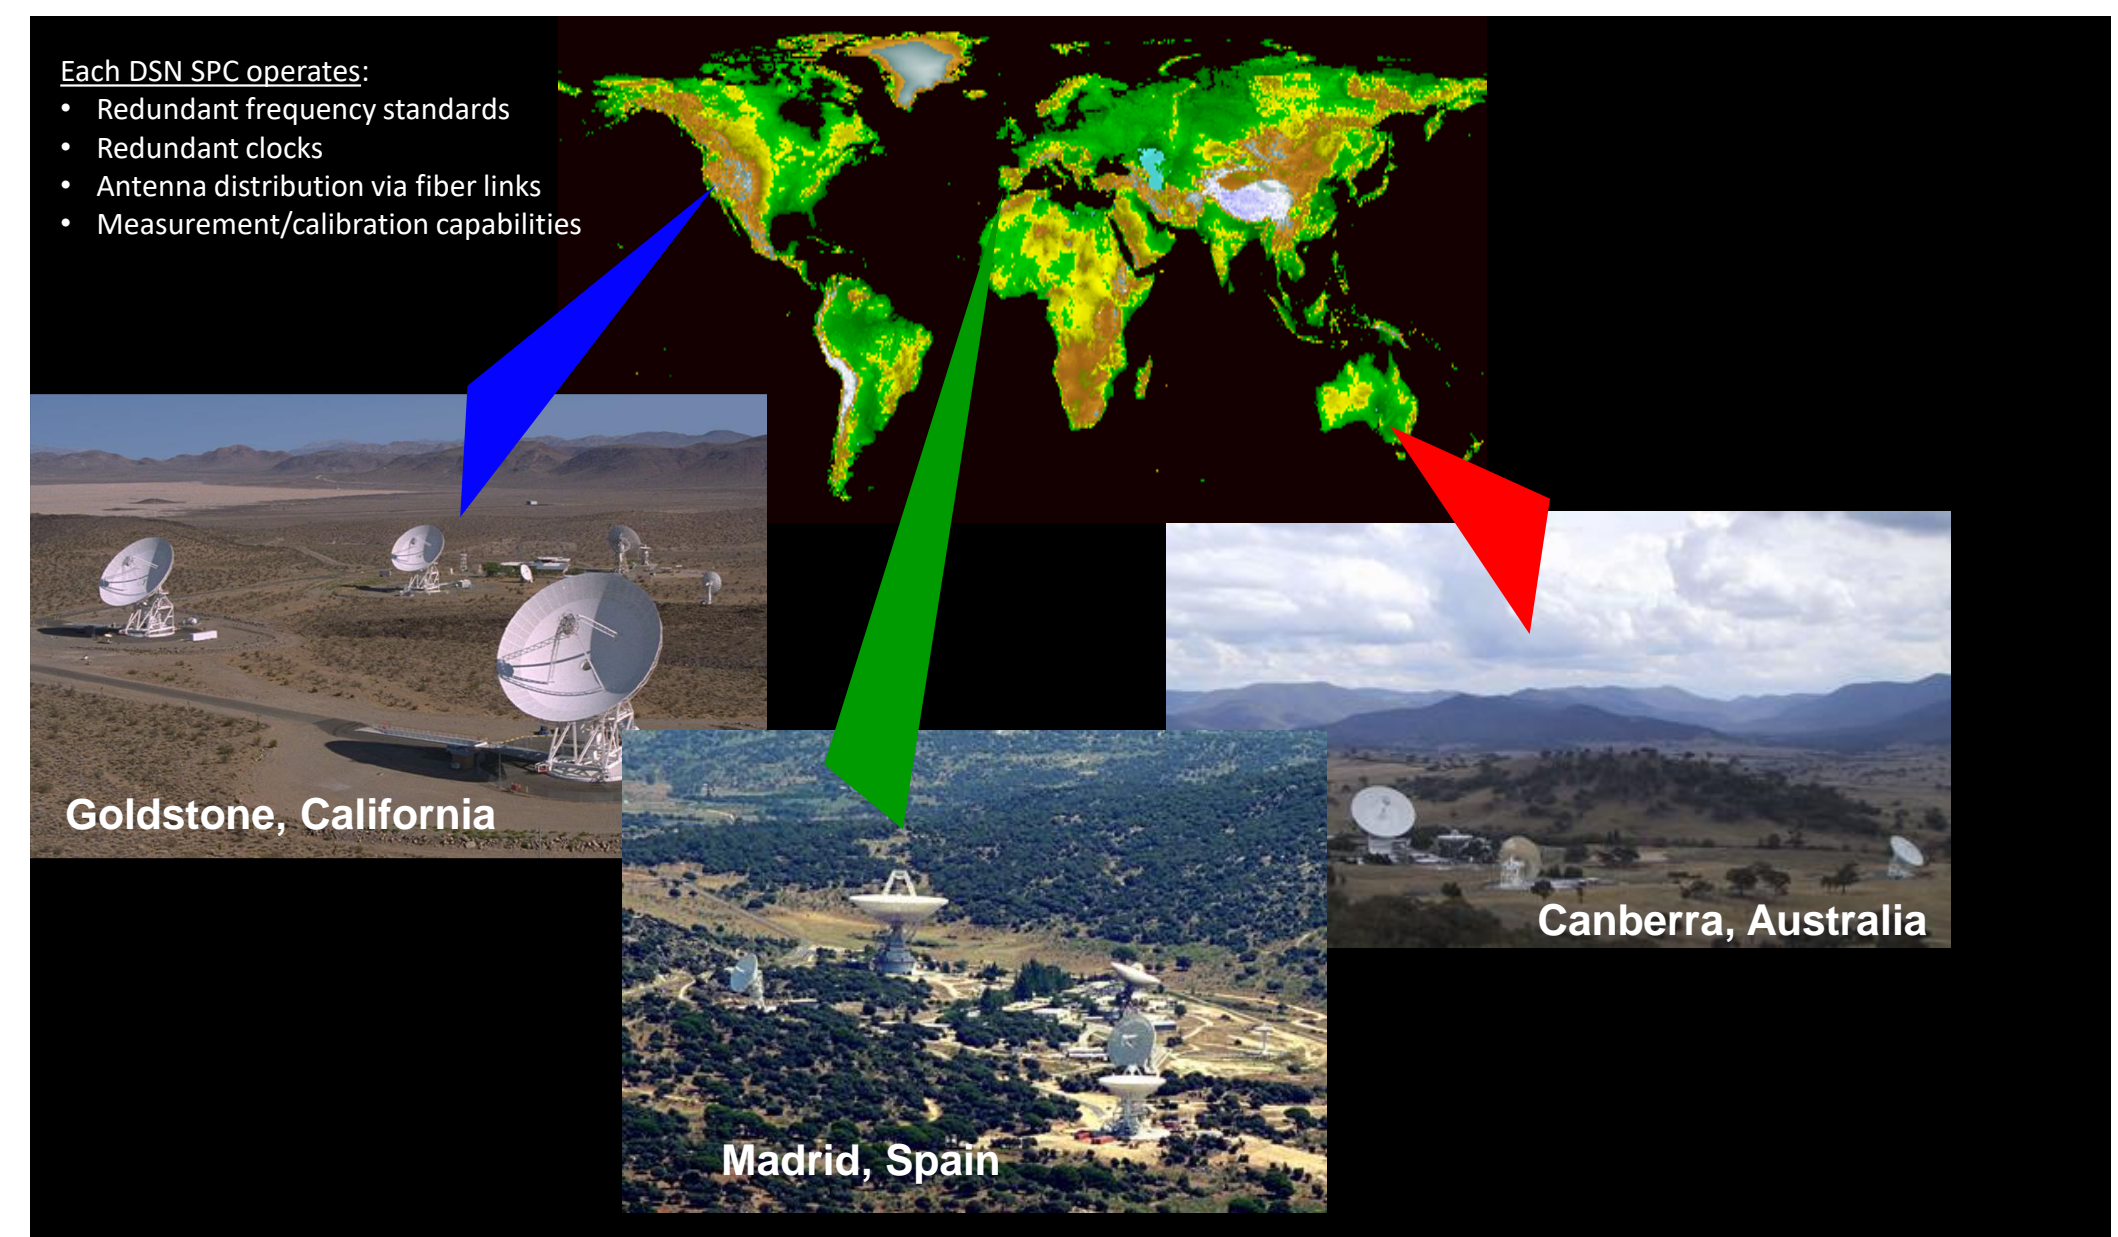 Each DSN SPC operates:
• Redundant frequency standards
• Redundant clocks
• Antenna distribution via fiber links
• Measurement/calibration capabilities
Goldstone, California
Canberra, Australia
Madrid, Spain